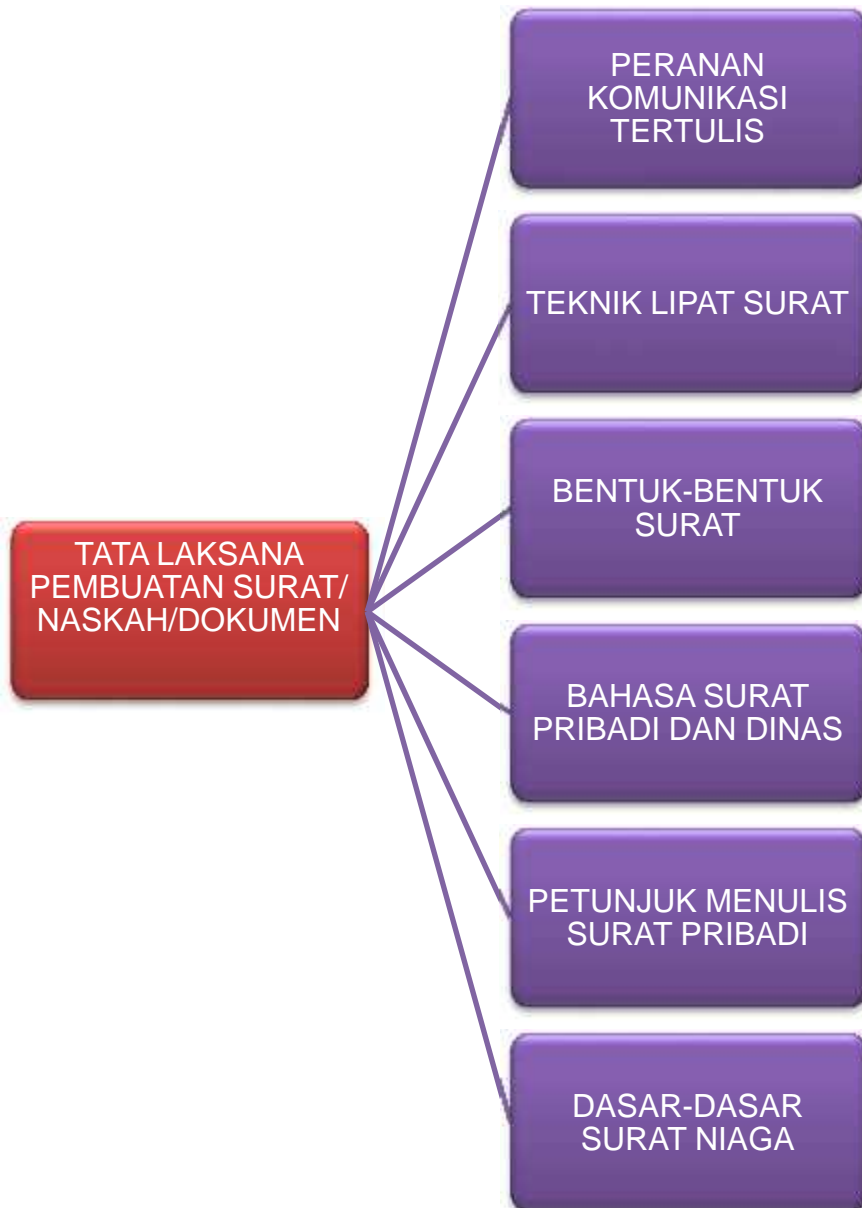 PERANAN
KOMUNIKASI
TERTULIS
TEKNIK LIPAT SURAT
BENTUK-BENTUK
SURAT
TATA LAKSANA
PEMBUATAN SURAT/
NASKAH/DOKUMEN
BAHASA SURAT
PRIBADI DAN DINAS
PETUNJUK MENULIS
SURAT PRIBADI
DASAR-DASAR
SURAT NIAGA